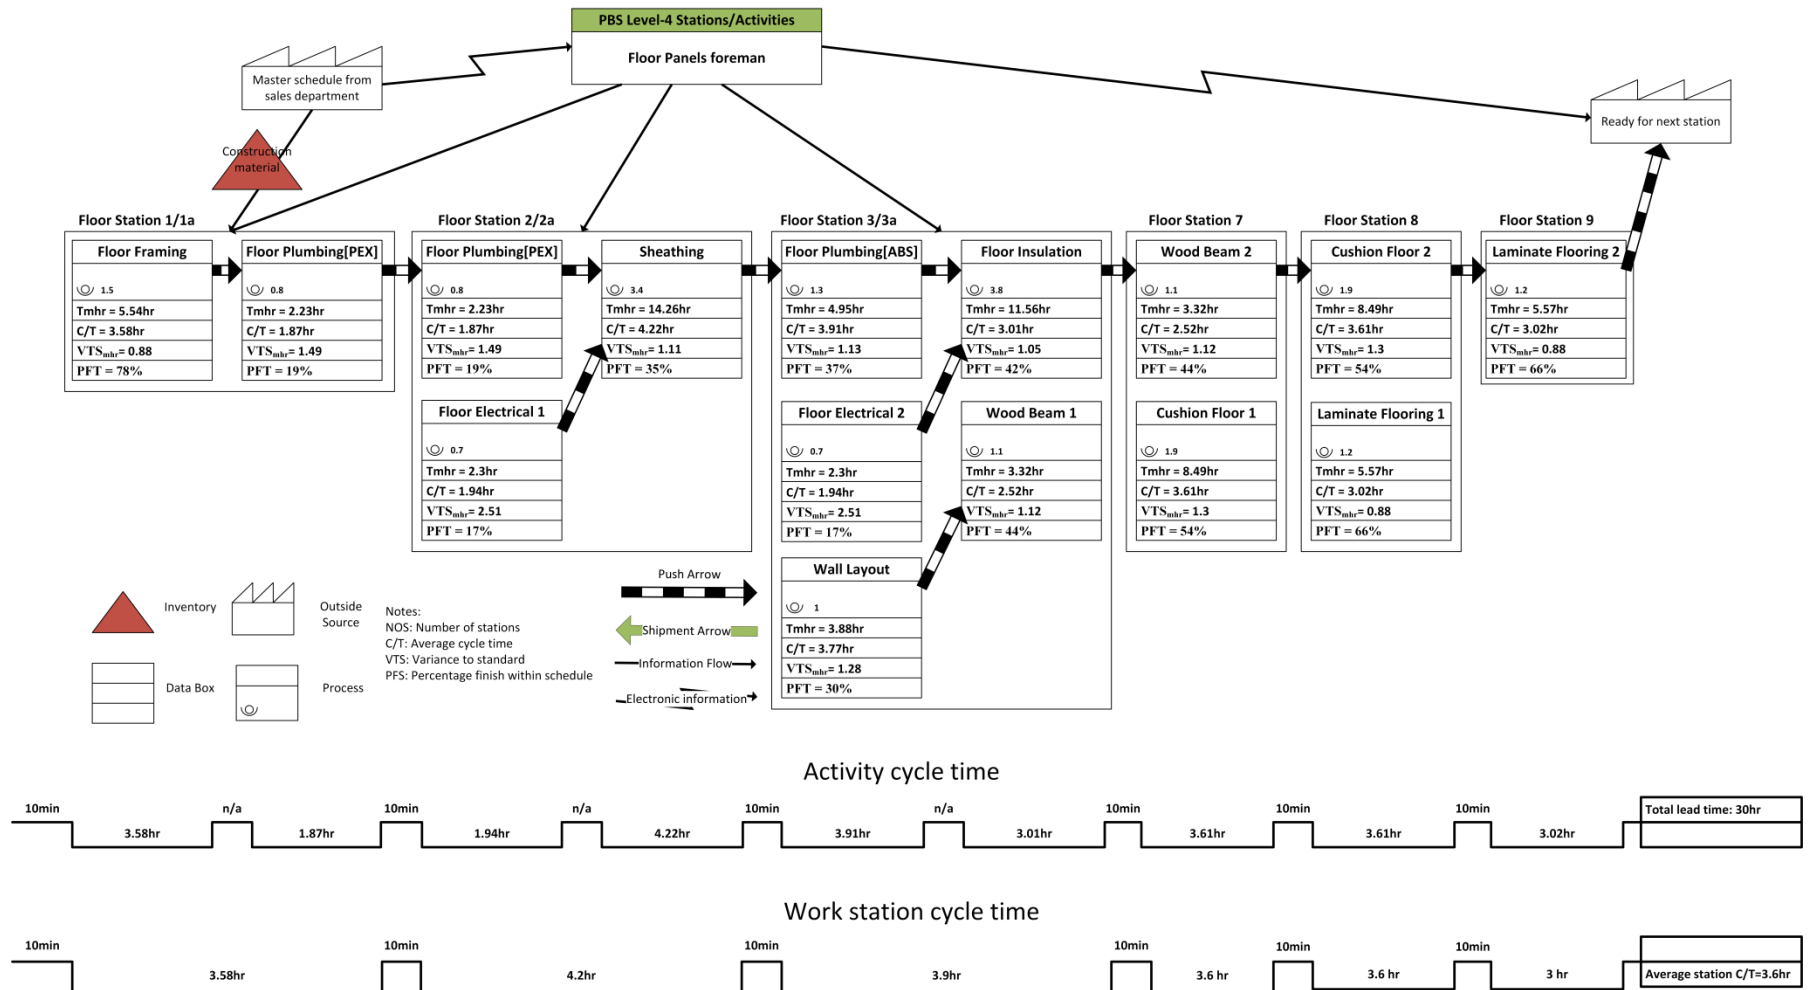 PBS Level-4 Stations/Activities
Floor Panels foreman
Master schedule from
sales department
Construction
material
Ready for next station
Floor Station 1/1a
Floor Framing
1.5
Tmhr = 5.54hr
C/T = 3.58hr
VTSmhr= 0.88
PFT = 78%
Floor Plumbing[PEX]
0.8
Tmhr = 2.23hr
C/T = 1.87hr
VTSmhr= 1.49
PFT = 19%
Floor Station 2/2a
Floor Plumbing[PEX]
0.8
Tmhr = 2.23hr
C/T = 1.87hr
VTSmhr= 1.49
PFT = 19%
Sheathing
3.4
Tmhr = 14.26hr
C/T = 4.22hr
VTSmhr= 1.11
PFT = 35%
Floor Electrical 1
0.7
Tmhr = 2.3hr
C/T = 1.94hr
VTSmhr= 2.51
PFT = 17%
Floor Station 3/3a
Floor Plumbing[ABS]
1.3
Tmhr = 4.95hr
C/T = 3.91hr
VTSmhr= 1.13
PFT = 37%
Floor Insulation
3.8
Tmhr = 11.56hr
C/T = 3.01hr
VTSmhr= 1.05
PFT = 42%
Floor Electrical 2
0.7
Tmhr = 2.3hr
C/T = 1.94hr
VTSmhr= 2.51
PFT = 17%
Wood Beam 1
1.1
Tmhr = 3.32hr
C/T = 2.52hr
VTSmhr= 1.12
PFT = 44%
Wall Layout
1
Tmhr = 3.88hr
C/T = 3.77hr
VTSmhr= 1.28
PFT = 30%
Floor Station 7
Wood Beam 2
1.1
Tmhr = 3.32hr
C/T = 2.52hr
VTSmhr= 1.12
PFT = 44%
Cushion Floor 1
1.9
Tmhr = 8.49hr
C/T = 3.61hr
VTSmhr= 1.3
PFT = 54%
Floor Station 8
Cushion Floor 2
1.9
Tmhr = 8.49hr
C/T = 3.61hr
VTSmhr= 1.3
PFT = 54%
Laminate Flooring 1
1.2
Tmhr = 5.57hr
C/T = 3.02hr
VTSmhr= 0.88
PFT = 66%
Floor Station 9
Laminate Flooring 2
1.2
Tmhr = 5.57hr
C/T = 3.02hr
VTSmhr= 0.88
PFT = 66%
Inventory
Outside
Source
Data Box
Process
Notes:
NOS: Number of stations
C/T: Average cycle time
VTS: Variance to standard
PFS: Percentage finish within schedule
Push Arrow
Shipment Arrow
Information Flow
Electronic information
Activity cycle time
10min
n/a
10min
n/a
10min
n/a
10min
10min
10min
3.58hr
1.87hr
1.94hr
4.22hr
3.91hr
3.01hr
3.61hr
3.61hr
3.02hr
Total lead time: 30hr
Work station cycle time
10min
10min
10min
10min
10min
10min
3.58hr
4.2hr
3.9hr
3.6 hr
3.6 hr
3 hr
Average station C/T=3.6hr